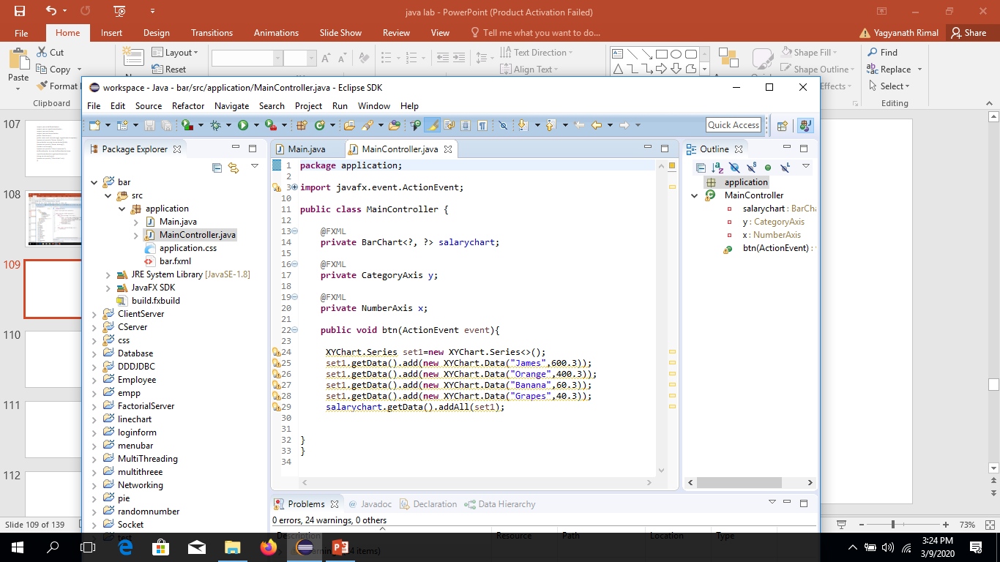 java lab - PowerPoint (Product Activation Failed)
File Home Insert Design Transitions Animations Slide Show Review View Tell me what you want to do... Yagyanath Rimal Share
Cut
Copy
Format
Paste
Clipboard
Layout
Reset
Text Direction
Align Text
Shape Fill
Shape Outline
Effects
Find
Replace
Select
Editing
workspace - Java - bar/src/application/MainController.java - Eclipse SDK
File Edit Source Refactor Navigate Search Project Run Window Help
Quick Access
107
108
109
110
111
112
Package Explorer
bar
src
application
Main.java
MainController.java
application.css
bar.fxml
JRE System Library [JavaSE-1.8]
JavaFX SDK
build.fxbuild
ClientServer
CServer
css
Database
DDDJDBC
Employee
empp
FactorialServer
linechart
loginform
menubar
MultiThreading
multithreee
Networking
pie
randomnumber
Socket
test
Main.java MainController.java
1 package application;
2
3 import javafx.event.ActionEvent;
10
11 public class MainController {
12
13 @FXML
14 private BarChart<?, ?> salarychart;
15
16 @FXML
17 private CategoryAxis y;
18
19 @FXML
20 private NumberAxis x;
21
22 public void btn(ActionEvent event){
23
24 XYChart.Series set1=new XYChart.Series<>();
25 set1.getData().add(new XYChart.Data("James",600.3));
26 set1.getData().add(new XYChart.Data("Orange",400.3));
27 set1.getData().add(new XYChart.Data("Banana",60.3));
28 set1.getData().add(new XYChart.Data("Grapes",40.3));
29 salarychart.getData().addAll(set1);
30
31
32 }
33 }
34
Outline
application
MainController
salarychart : BarCha
y : CategoryAxis
x : NumberAxis
btn(ActionEvent) :
Problems @ Javadoc Declaration Data Hierarchy
0 errors, 24 warnings, 0 others
Description Resource Path Location Type
Slide 109 of 139
73%
3:24 PM
3/9/2020